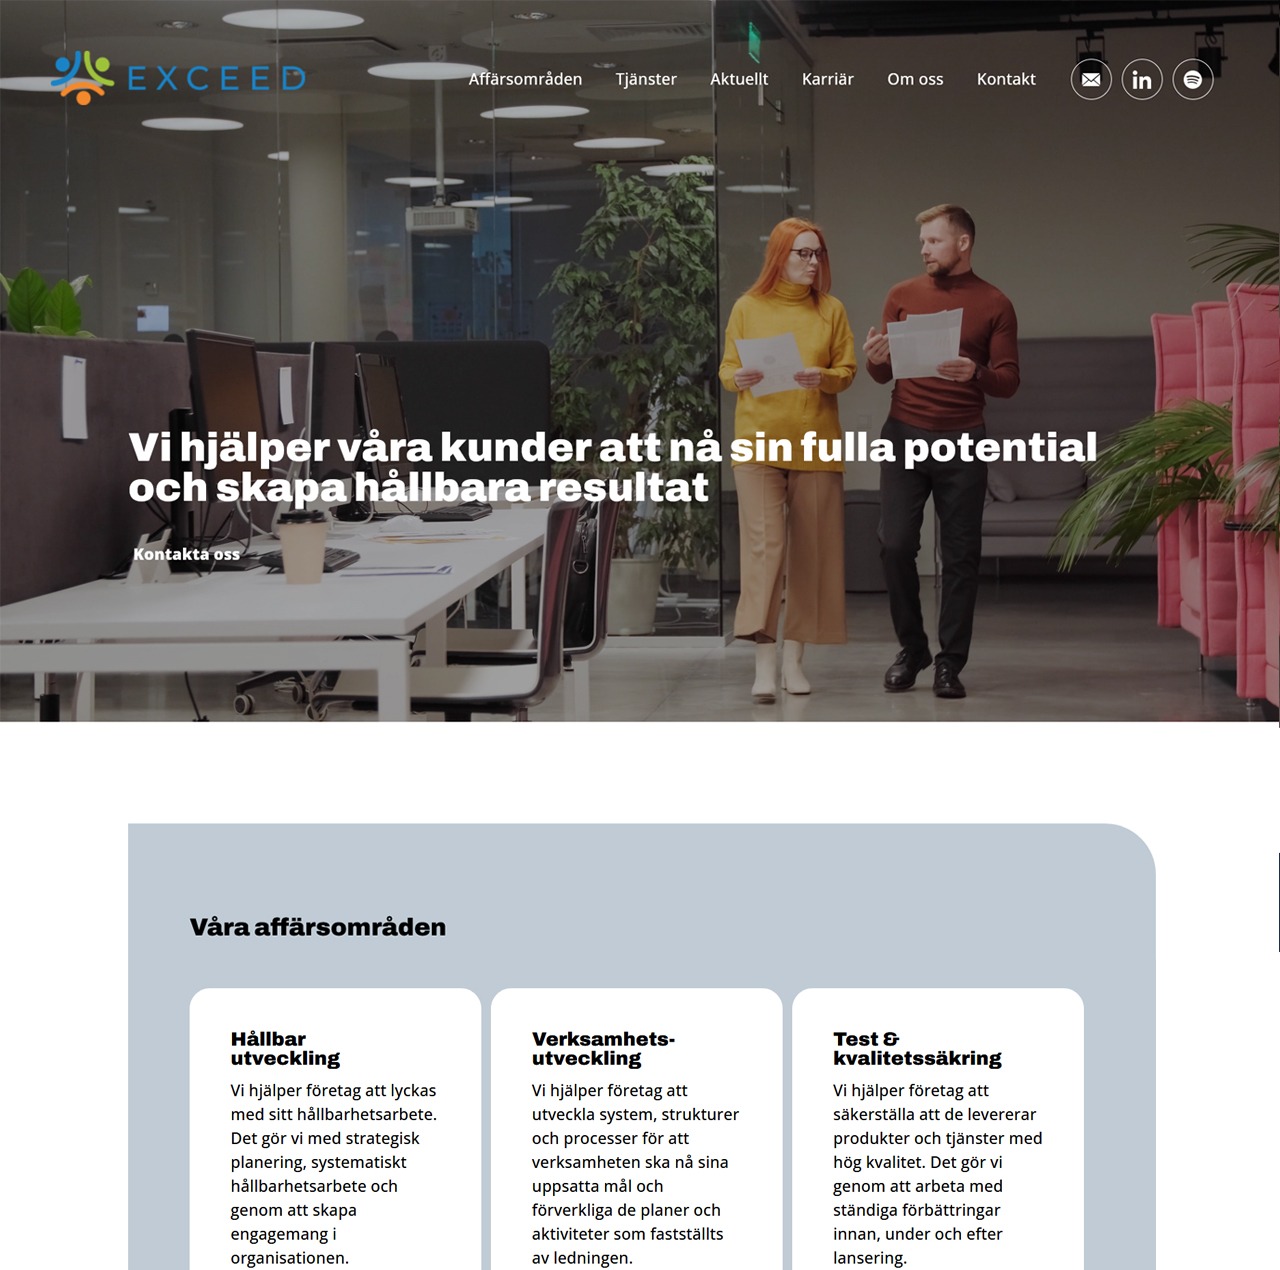 EXCEED
Affärsområden Tjänster Aktuellt Karriär Om oss Kontakt
Vi hjälper våra kunder att nå sin fulla potential
och skapa hållbara resultat
Kontakta oss
Våra affärsområden
Hållbar
utveckling
Vi hjälper företag att lyckas
med sitt hållbarhetsarbete.
Det gör vi med strategisk
planering, systematiskt
hållbarhetsarbete och
genom att skapa
engagemang i
organisationen.
Verksamhets-
utveckling
Vi hjälper företag att
utveckla system, strukturer
och processer för att
verksamheten ska nå sina
uppsatta mål och
förverkliga de planer och
aktiviteter som fastställts
av ledningen.
Test &
kvalitetssäkring
Vi hjälper företag att
säkerställa att de levererar
produkter och tjänster med
hög kvalitet. Det gör vi
genom att arbeta med
ständiga förbättringar
innan, under och efter
lansering.